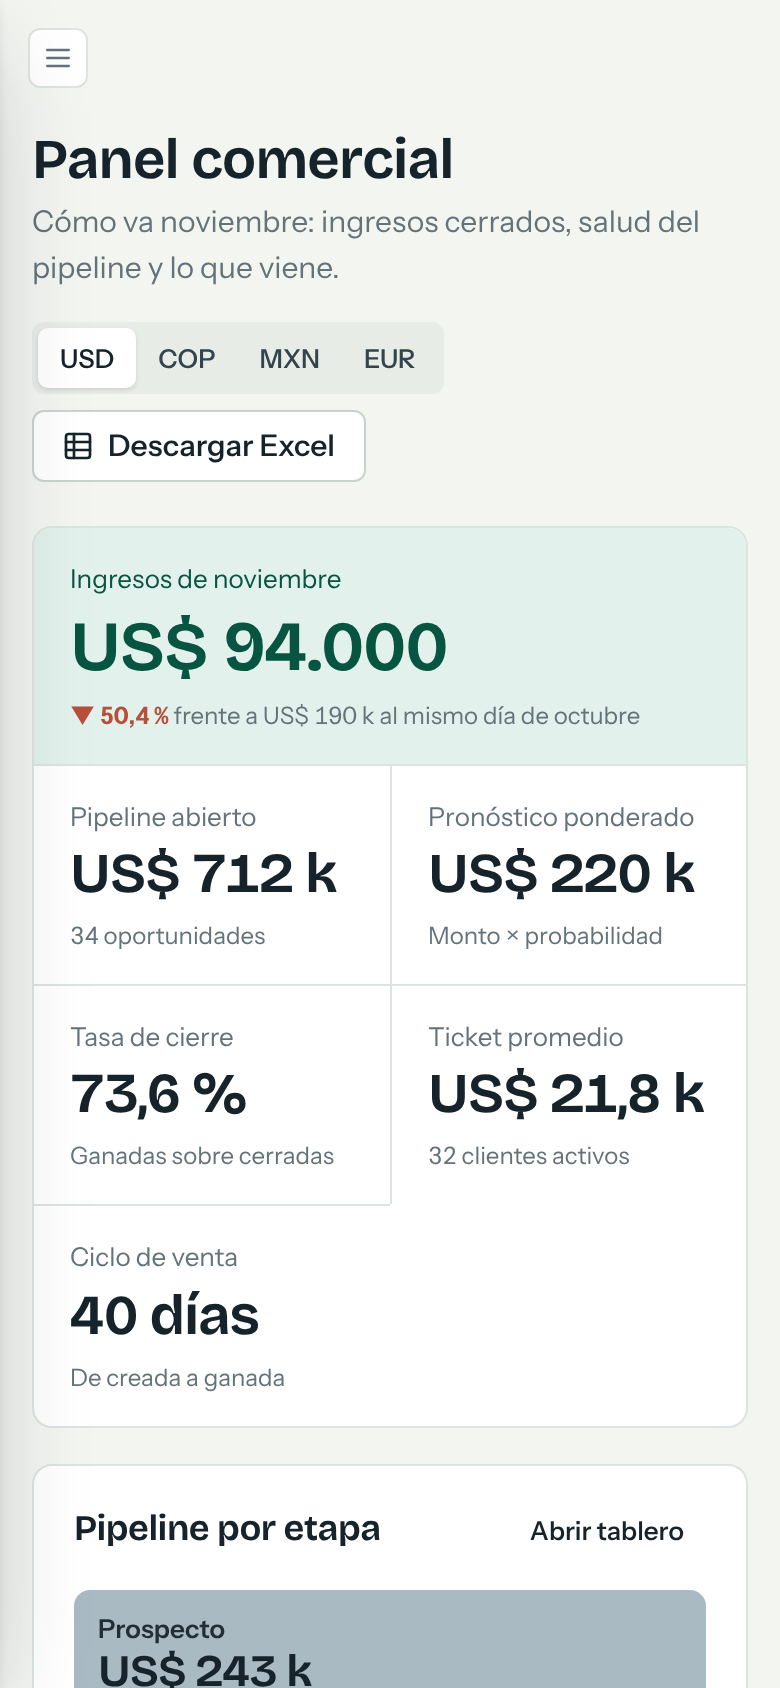 Panel comercial
Cómo va noviembre: ingresos cerrados, salud del
pipeline y lo que viene.
USD COP MXN EUR
Descargar Excel
Ingresos de noviembre
US$ 94.000
▼ 50,4 % frente a US$ 190 k al mismo día de octubre
Pipeline abierto
US$ 712 k
34 oportunidades
Pronóstico ponderado
US$ 220 k
Monto × probabilidad
Tasa de cierre
73,6 %
Ganadas sobre cerradas
Ticket promedio
US$ 21,8 k
32 clientes activos
Ciclo de venta
40 días
De creada a ganada
Pipeline por etapa
Abrir tablero
Prospecto
US$ 243 k